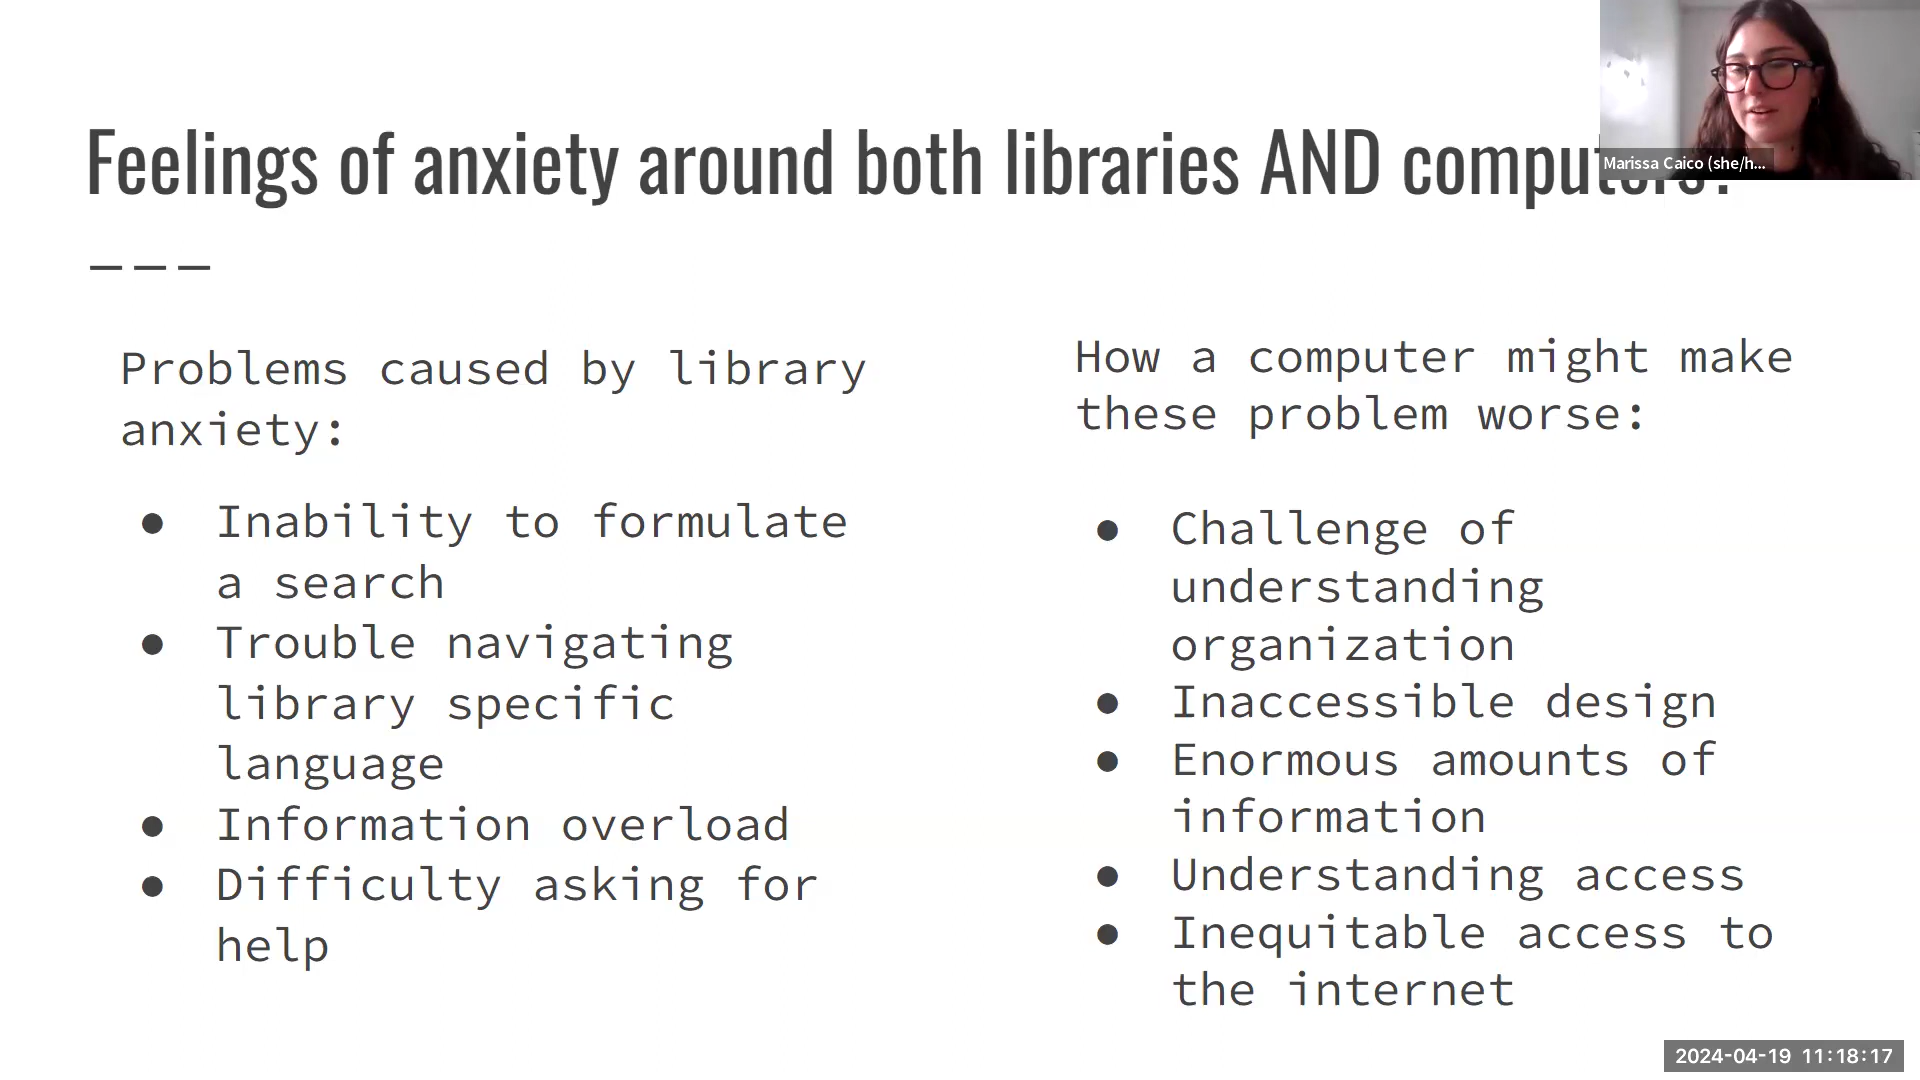 Feelings of anxiety around both libraries AND computers?
Marissa Caico (she/h...
Problems caused by library
anxiety:
● Inability to formulate
a search
● Trouble navigating
library specific
language
● Information overload
● Difficulty asking for
help
How a computer might make
these problem worse:
● Challenge of
understanding
organization
● Inaccessible design
● Enormous amounts of
information
● Understanding access
● Inequitable access to
the internet
2024-04-19 11:18:17